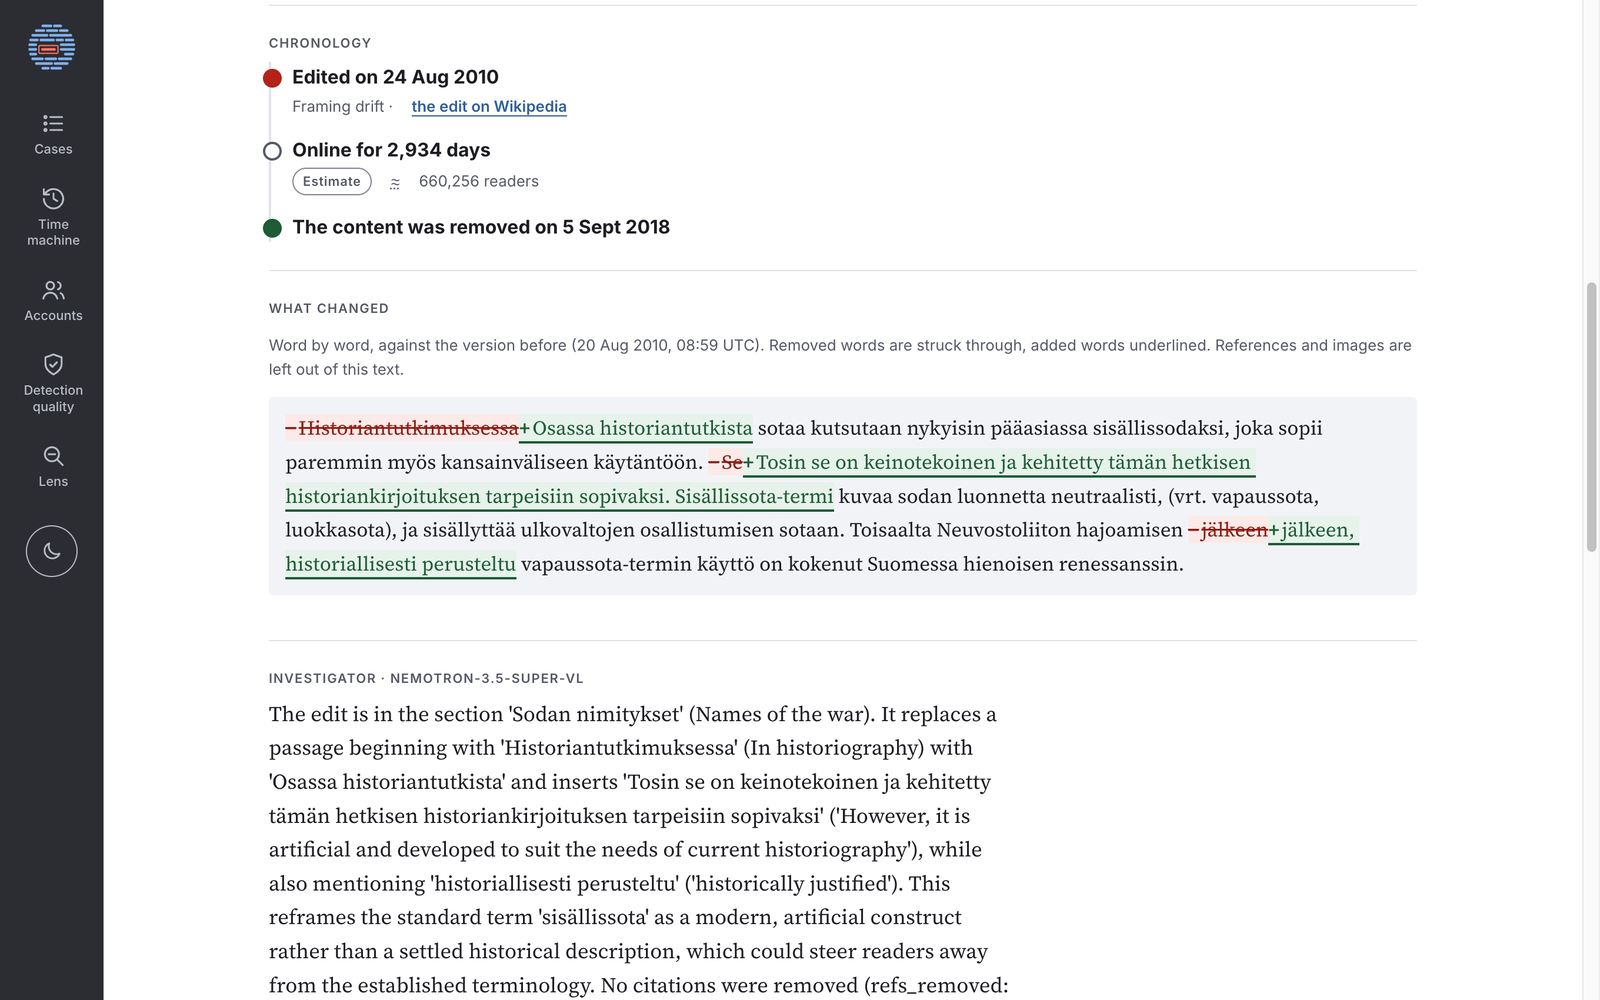 Cases
Time
machine
Accounts
Detection
quality
Lens
CHRONOLOGY
Edited on 24 Aug 2010
Framing drift · the edit on Wikipedia
Online for 2,934 days
Estimate ≈ 660,256 readers
The content was removed on 5 Sept 2018
WHAT CHANGED
Word by word, against the version before (20 Aug 2010, 08:59 UTC). Removed words are struck through, added words underlined. References and images are
left out of this text.
−Historiantutkimuksessa+Osassa historiantutkista sotaa kutsutaan nykyisin pääasiassa sisällissodaksi, joka sopii
paremmin myös kansainväliseen käytäntöön. −Se+Tosin se on keinotekoinen ja kehitetty tämän hetkisen
historiankirjoituksen tarpeisiin sopivaksi. Sisällissota-termi kuvaa sodan luonnetta neutraalisti, (vrt. vapaussota,
luokkasota), ja sisällyttää ulkovaltojen osallistumisen sotaan. Toisaalta Neuvostoliiton hajoamisen −jälkeen+jälkeen,
historiallisesti perusteltu vapaussota-termin käyttö on kokenut Suomessa hienoisen renessanssin.
INVESTIGATOR · NEMOTRON-3.5-SUPER-VL
The edit is in the section 'Sodan nimitykset' (Names of the war). It replaces a
passage beginning with 'Historiantutkimuksessa' (In historiography) with
'Osassa historiantutkista' and inserts 'Tosin se on keinotekoinen ja kehitetty
tämän hetkisen historiankirjoituksen tarpeisiin sopivaksi' ('However, it is
artificial and developed to suit the needs of current historiography'), while
also mentioning 'historiallisesti perusteltu' ('historically justified'). This
reframes the standard term 'sisällissota' as a modern, artificial construct
rather than a settled historical description, which could steer readers away
from the established terminology. No citations were removed (refs_removed: